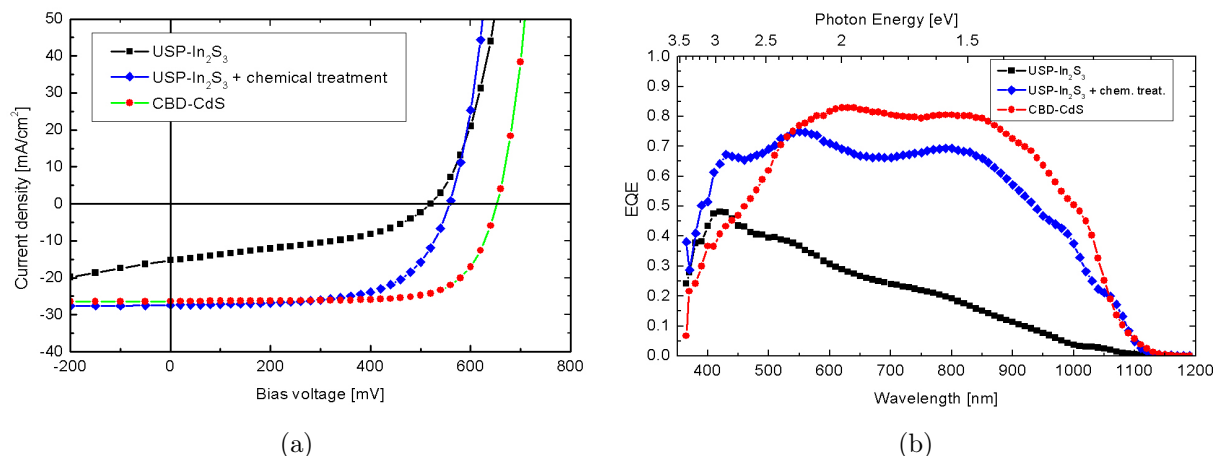 50
40
30
20
10
0
-10
-20
-30
-40
Current density [mA/cm²]
USP-In₂S₃
USP-In₂S₃ + chemical treatment
CBD-CdS
-200 0 200 400 600 800
Bias voltage [mV]
(a)
Photon Energy [eV]
3.5 3 2.5 2 1.5
1.0
0.9
0.8
0.7
0.6
0.5
0.4
0.3
0.2
0.1
0.0
EQE
USP-In₂S₃
USP-In₂S₃ + chem. treat.
CBD-CdS
400 500 600 700 800 900 1000 1100 1200
Wavelength [nm]
(b)